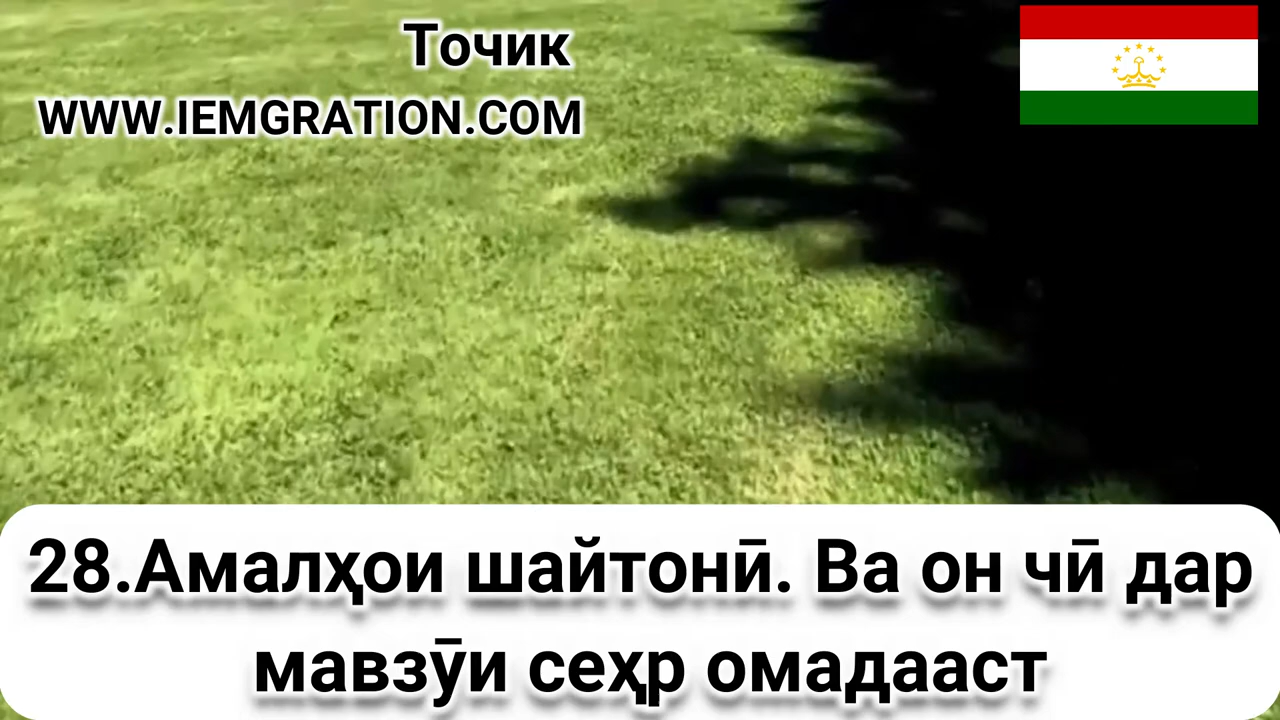 Точик
WWW.IEMGRATION.COM
28.Амалҳои шайтонӣ. Ва он чӣ дар
мавзӯи сеҳр омадааст